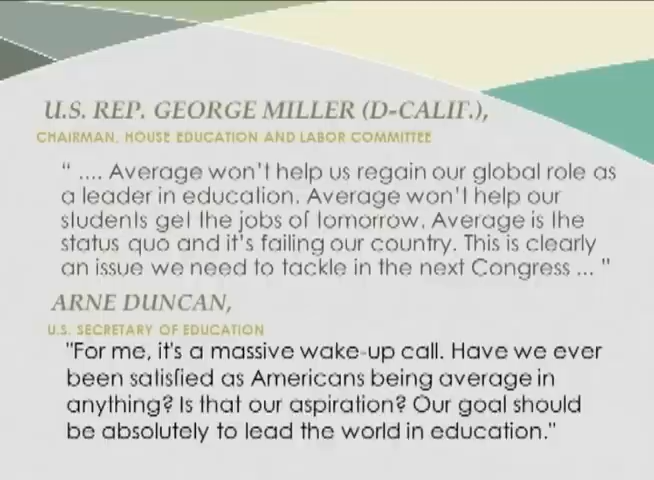 U.S. REP. GEORGE MILLER (D-CALIF.),
CHAIRMAN, HOUSE EDUCATION AND LABOR COMMITTEE
“ .... Average won’t help us regain our global role as
a leader in education. Average won’t help our
students get the jobs of tomorrow. Average is the
status quo and it’s failing our country. This is clearly
an issue we need to tackle in the next Congress ... ”
ARNE DUNCAN,
U.S. SECRETARY OF EDUCATION
"For me, it's a massive wake-up call. Have we ever
been satisfied as Americans being average in
anything? Is that our aspiration? Our goal should
be absolutely to lead the world in education."